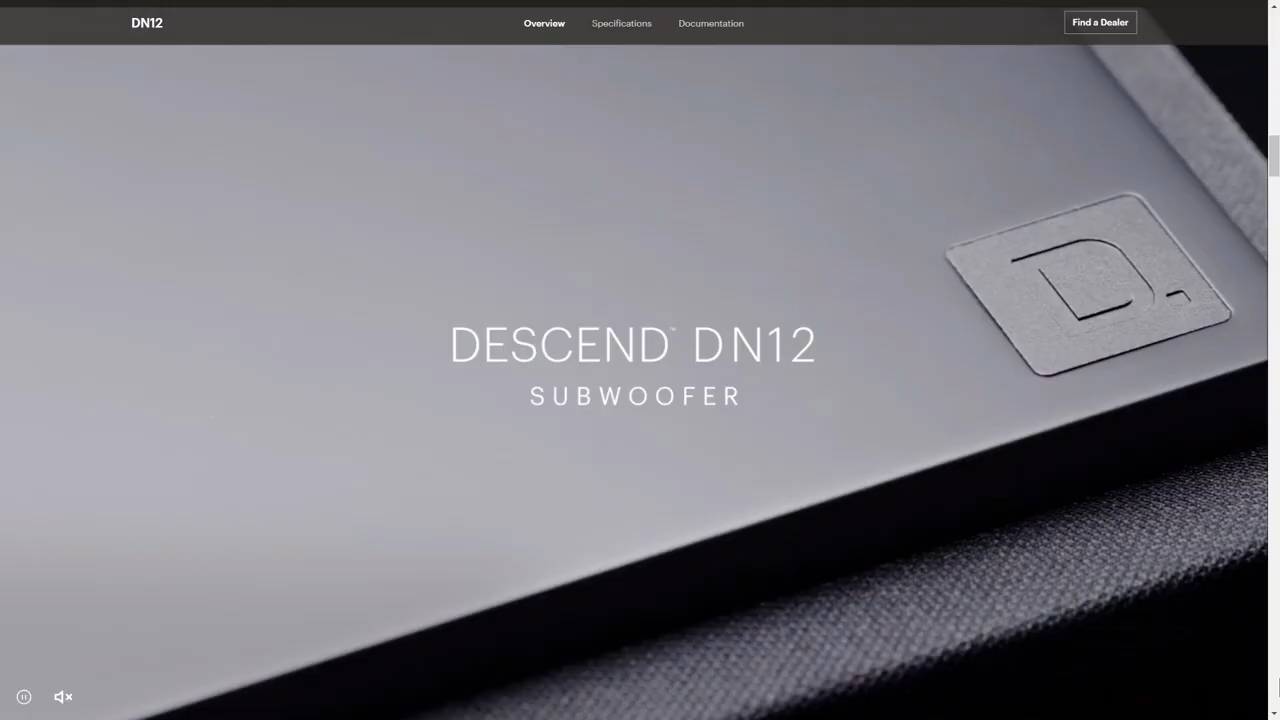 DN12
Overview
Specifications
Documentation
Find a Dealer
D.
DESCEND™ DN12
SUBWOOFER